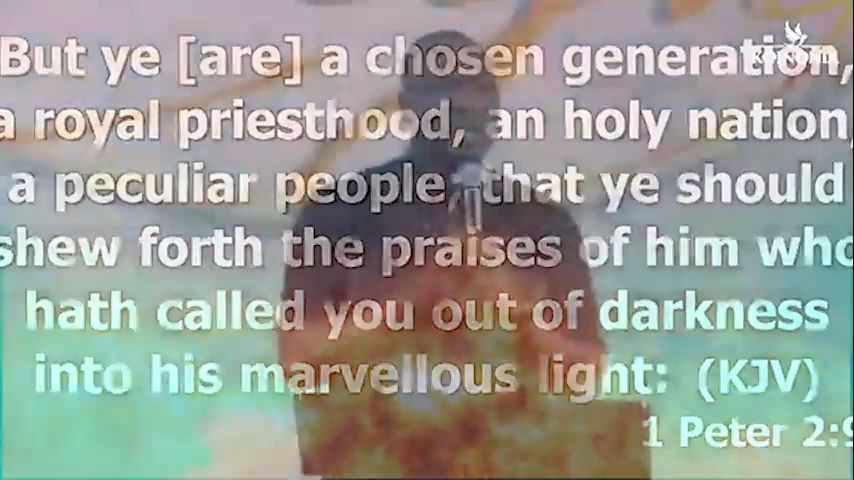 KOINONIA
But ye [are] a chosen generation,
a royal priesthood, an holy nation,
a peculiar people, that ye should
shew forth the praises of him who
hath called you out of darkness
into his marvellous light: (KJV)
1 Peter 2:9